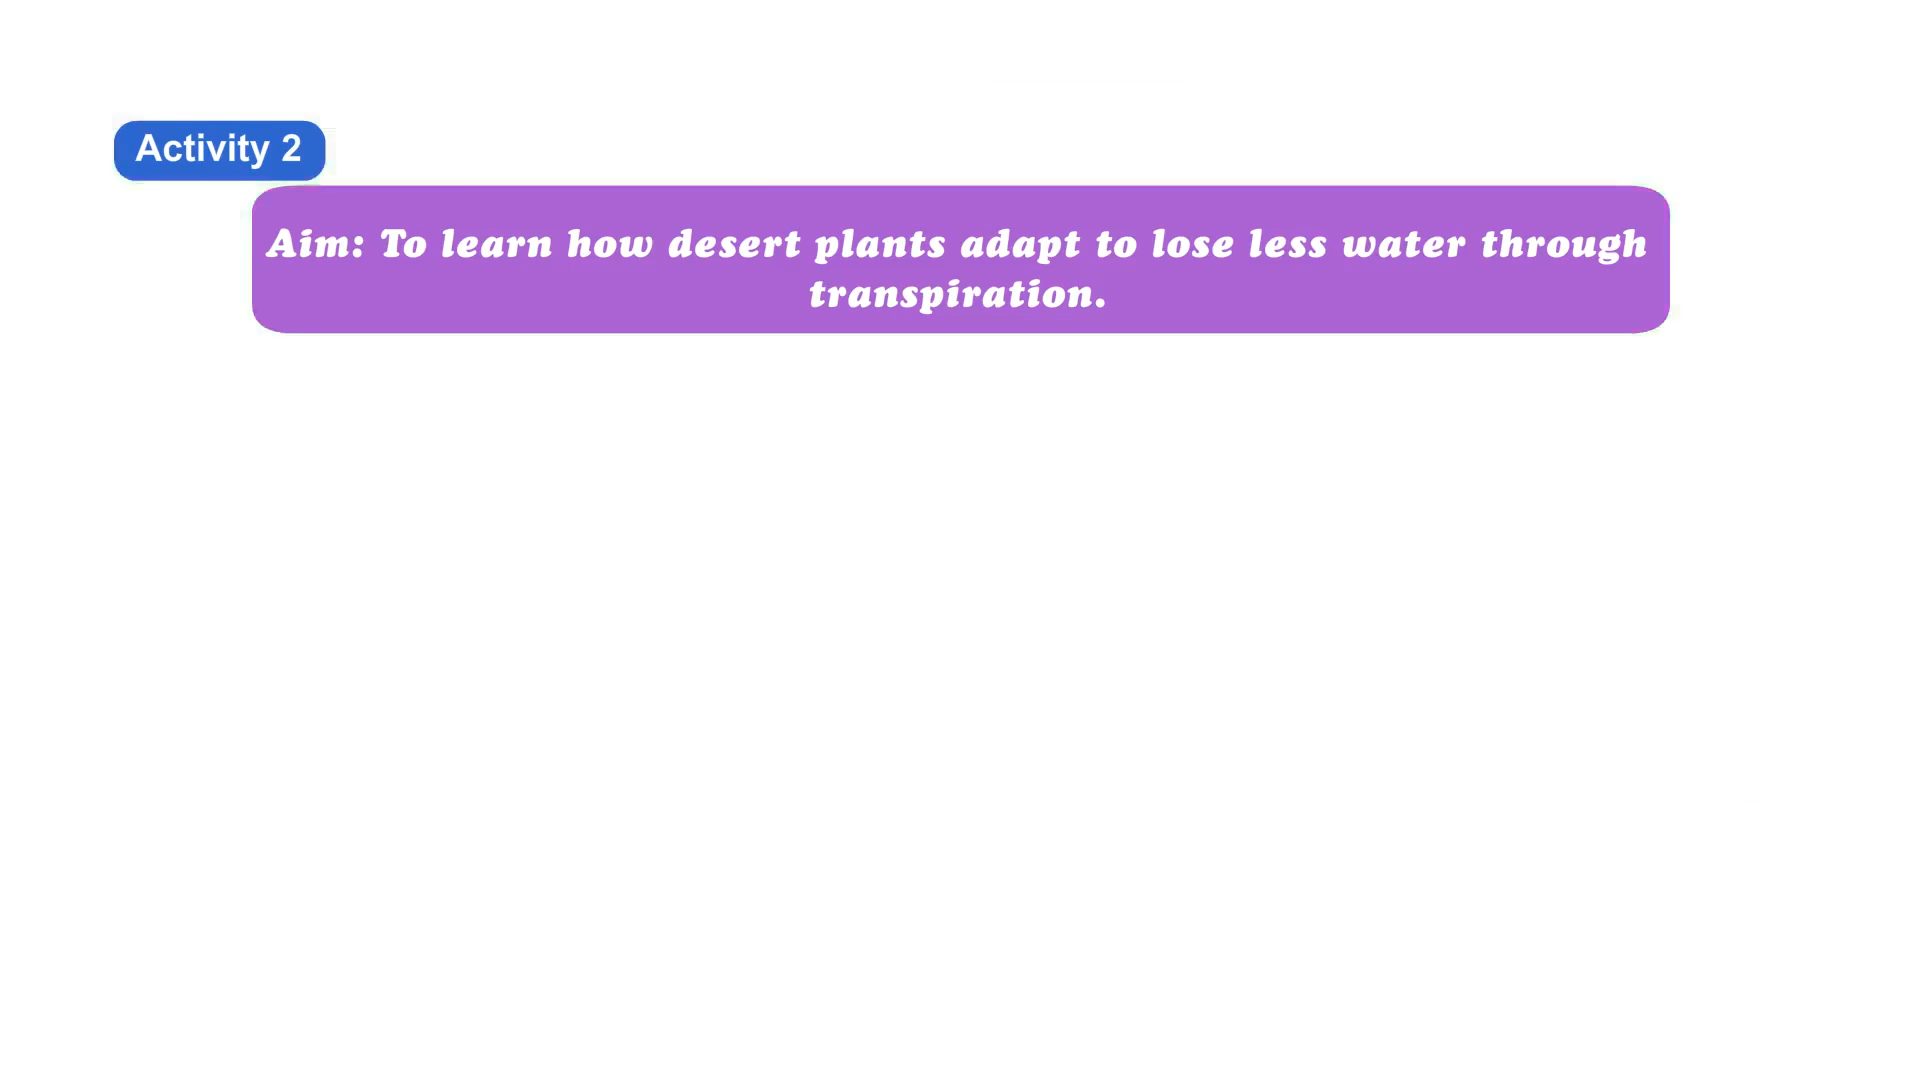 Activity 2
Aim: To learn how desert plants adapt to lose less water through
transpiration.